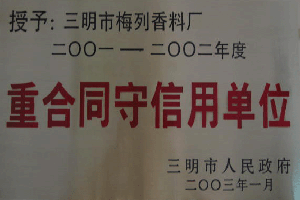 授予：三明市梅列香料厂
二〇〇一—二〇〇二年度
重合同守信用单位
三明市人民政府
二〇〇三年一月